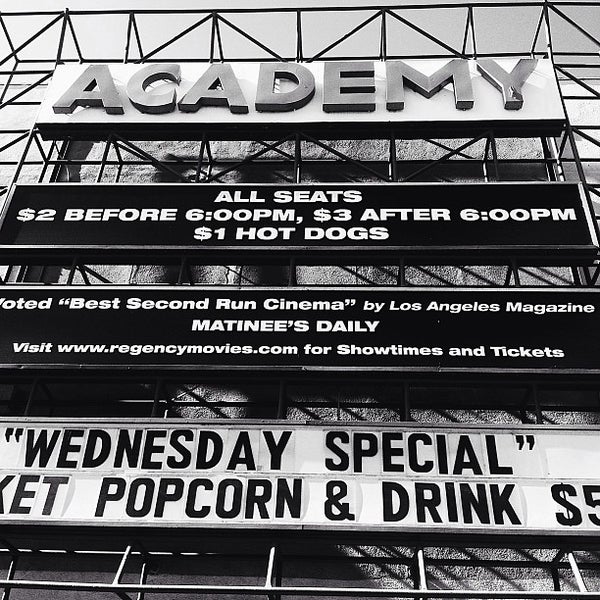 ACADEMY
ALL SEATS
$2 BEFORE 6:00PM, $3 AFTER 6:00PM
$1 HOT DOGS
Voted "Best Second Run Cinema" by Los Angeles Magazine
MATINEE'S DAILY
Visit www.regencymovies.com for Showtimes and Tickets
"WEDNESDAY SPECIAL"
KET POPCORN & DRINK $5